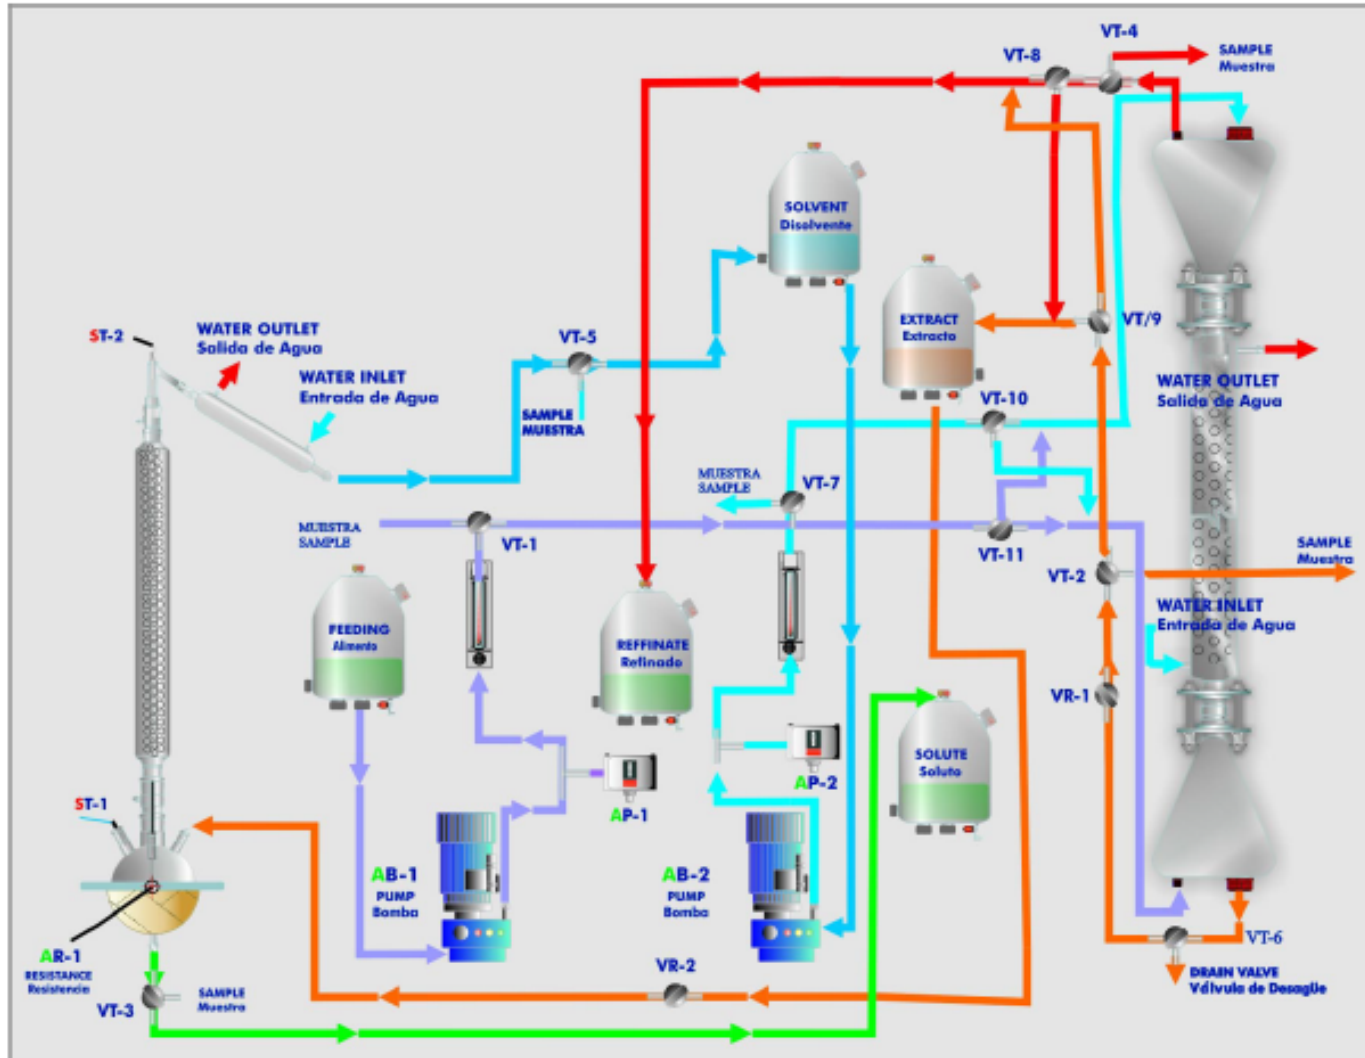 VT-4
VT-8
SAMPLE
Muestra
SOLVENT
Disolvente
ST-2
WATER OUTLET
Salida de Agua
VT-5
EXTRACT
Extracto
VT/9
WATER INLET
Entrada de Agua
WATER OUTLET
Salida de Agua
SAMPLE
MUESTRA
VT-10
MUESTRA
SAMPLE
VT-7
MUESTRA
SAMPLE
VT-1
VT-11
SAMPLE
Muestra
VT-2
WATER INLET
Entrada de Agua
FEEDING
Alimento
REFFINATE
Refinado
VR-1
SOLUTE
Soluto
AP-2
ST-1
AP-1
AB-1
PUMP
Bomba
AB-2
PUMP
Bomba
VT-6
AR-1
RESISTANCE
Resistencia
VR-2
DRAIN VALVE
Válvula de Desagüe
SAMPLE
Muestra
VT-3